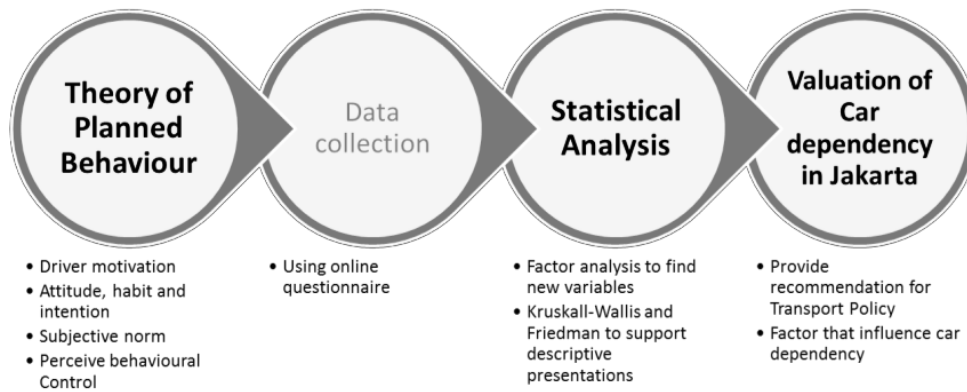 Theory of
Planned
Behaviour
• Driver motivation
• Attitude, habit and
intention
• Subjective norm
• Perceive behavioural
Control
Data
collection
• Using online
questionnaire
Statistical
Analysis
• Factor analysis to find
new variables
• Kruskall-Wallis and
Friedman to support
descriptive
presentations
Valuation of
Car
dependency
in Jakarta
• Provide
recommendation for
Transport Policy
• Factor that influence car
dependency